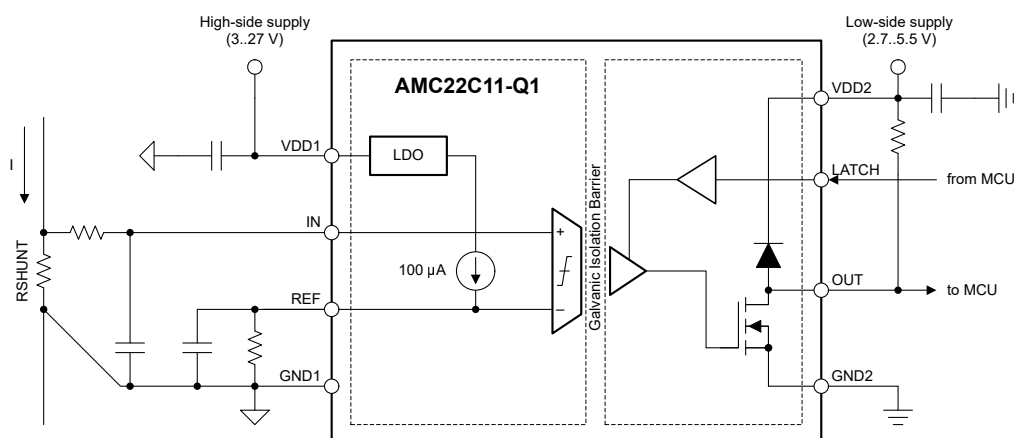 High-side supply
(3..27 V)
Low-side supply
(2.7..5.5 V)
AMC22C11-Q1
VDD1
LDO
VDD2
I
LATCH
from MCU
IN
RSHUNT
+
100 µA
Galvanic Isolation Barrier
REF
–
OUT
to MCU
GND1
GND2